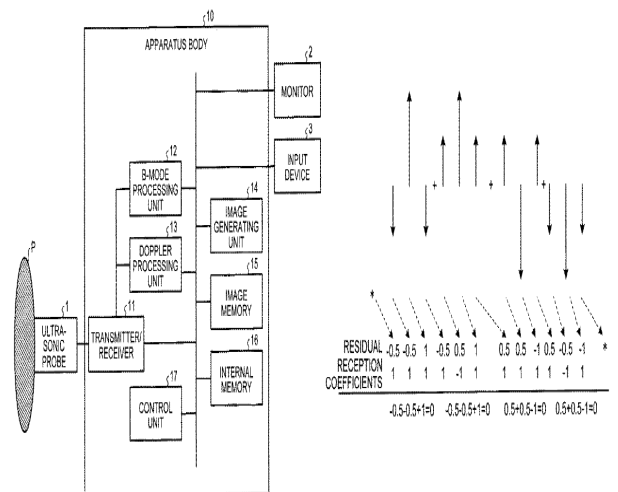 10
APPARATUS BODY
2
MONITOR
3
INPUT
DEVICE
12
B-MODE
PROCESSING
UNIT
14
IMAGE
GENERATING
UNIT
13
DOPPLER
PROCESSING
UNIT
15
IMAGE
MEMORY
P
1
ULTRA-
SONIC
PROBE
11
TRANSMITTER/
RECEIVER
16
INTERNAL
MEMORY
17
CONTROL
UNIT
+ + +
* *
RESIDUAL -0.5 -0.5 1 -0.5 0.5 1 0.5 0.5 -1 0.5 -0.5 -1
RECEPTION
COEFFICIENTS 1 1 1 1 -1 1 1 1 1 1 -1 1
-0.5-0.5+1=0 -0.5-0.5+1=0 0.5+0.5-1=0 0.5+0.5-1=0